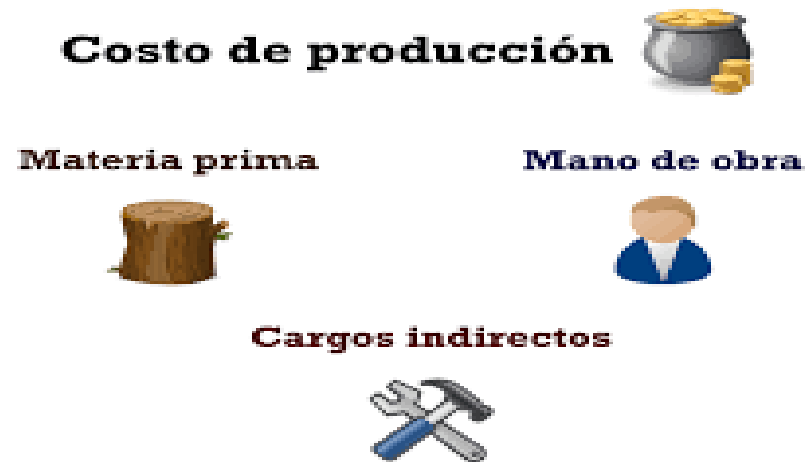 Costo de producción
Materia prima
Mano de obra
Cargos indirectos